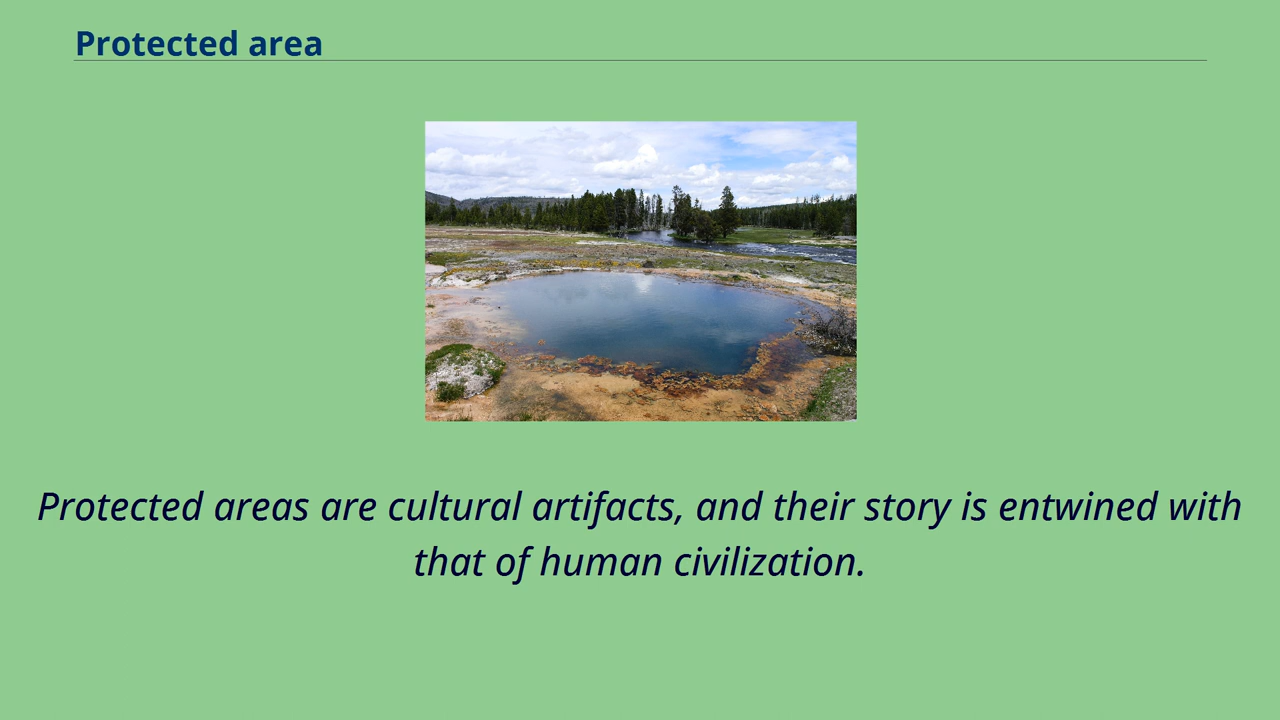 Protected area
Protected areas are cultural artifacts, and their story is entwined with
that of human civilization.